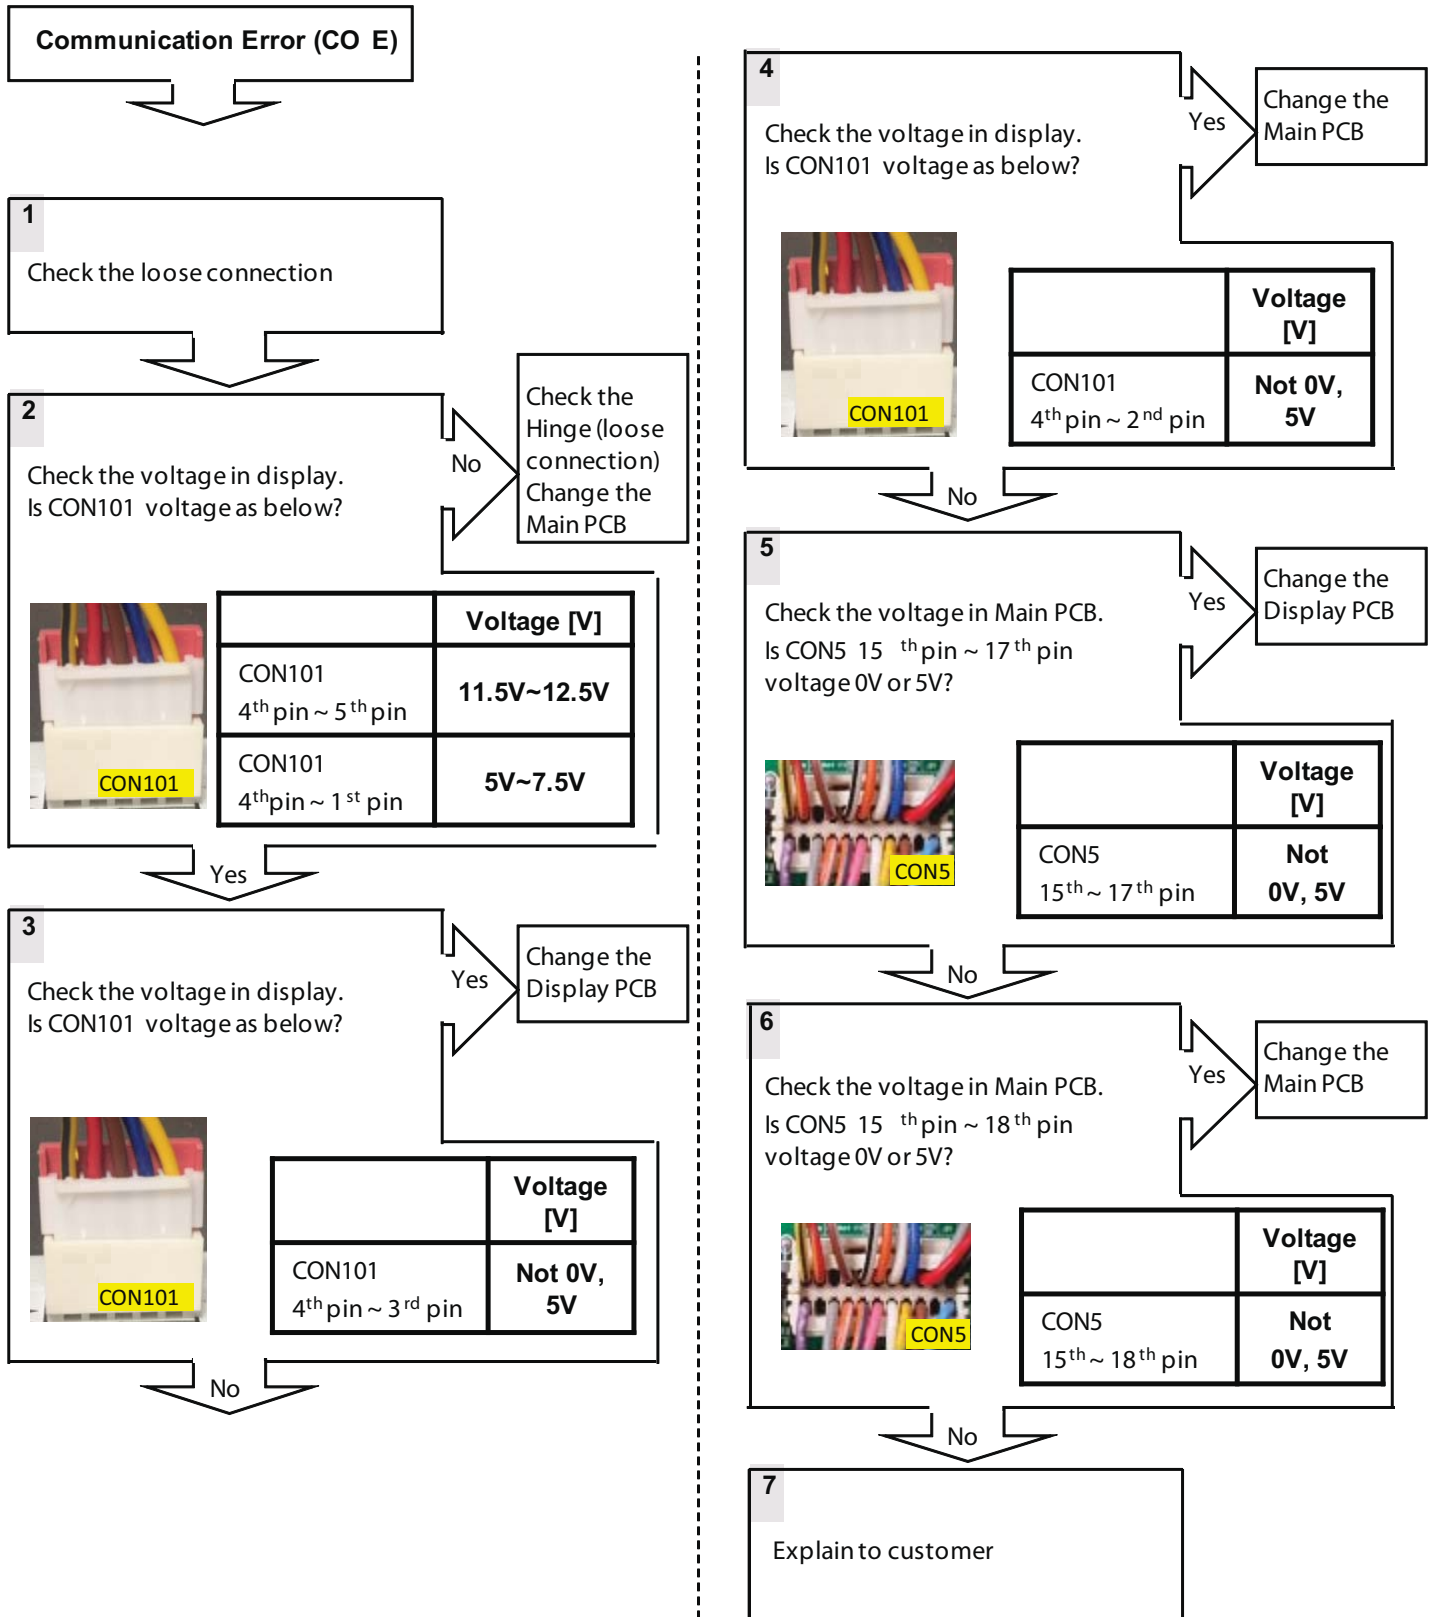 Communication Error (CO E)
1
Check the loose connection
2
Check the voltage in display.
Is CON101 voltage as below?
No
Check the
Hinge (loose
connection)
Change the
Main PCB
CON101
Voltage [V]
CON101
4th pin ~ 5th pin
11.5V~12.5V
CON101
4th pin ~ 1st pin
5V~7.5V
Yes
3
Check the voltage in display.
Is CON101 voltage as below?
Yes
Change the
Display PCB
CON101
Voltage
[V]
CON101
4th pin ~ 3rd pin
Not 0V,
5V
No
4
Check the voltage in display.
Is CON101 voltage as below?
Yes
Change the
Main PCB
CON101
Voltage
[V]
CON101
4th pin ~ 2nd pin
Not 0V,
5V
No
5
Check the voltage in Main PCB.
Is CON5 15 th pin ~ 17th pin
voltage 0V or 5V?
Yes
Change the
Display PCB
CON5
Voltage
[V]
CON5
15th ~ 17th pin
Not
0V, 5V
No
6
Check the voltage in Main PCB.
Is CON5 15 th pin ~ 18th pin
voltage 0V or 5V?
Yes
Change the
Main PCB
CON5
Voltage
[V]
CON5
15th ~ 18th pin
Not
0V, 5V
No
7
Explain to customer